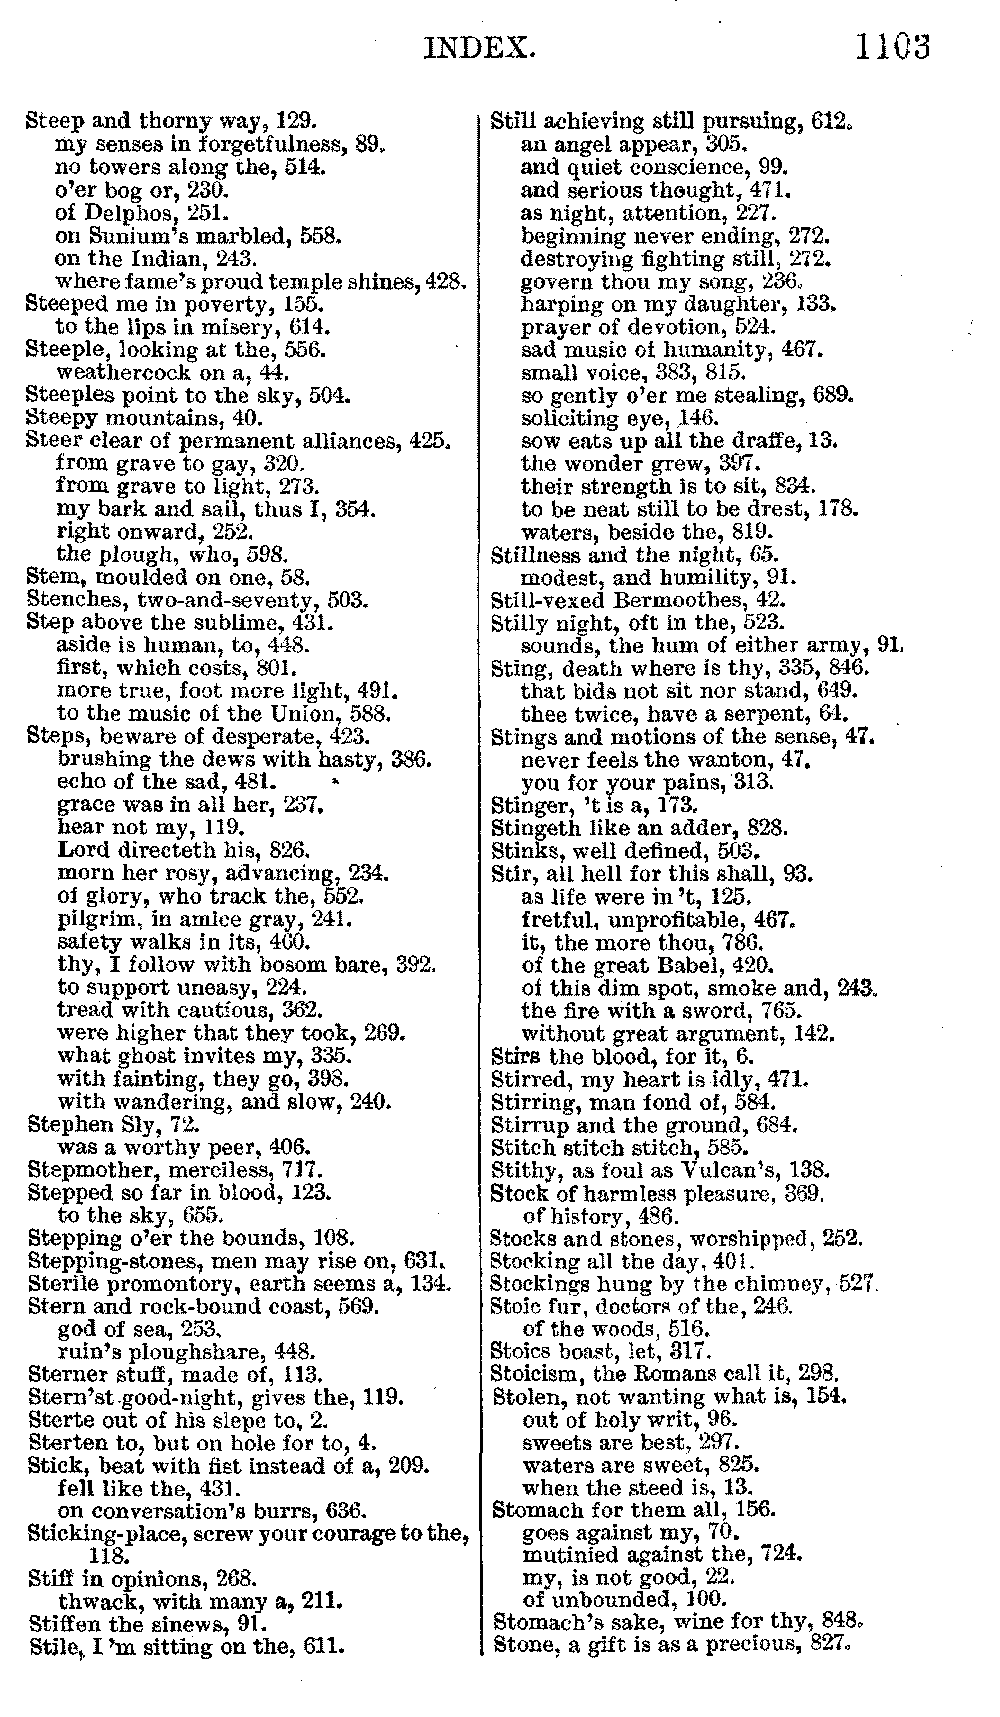 INDEX. 1103
Steep and thorny way, 129.
my senses in forgetfulness, 89.
no towers along the, 514.
o'er bog or, 230.
of Delphos, 251.
on Sunium's marbled, 558.
on the Indian, 243.
where fame's proud temple shines, 428.
Steeped me in poverty, 155.
to the lips in misery, 614.
Steeple, looking at the, 556.
weathercock on a, 44.
Steeples point to the sky, 504.
Steepy mountains, 40.
Steer clear of permanent alliances, 425.
from grave to gay, 320.
from grave to light, 273.
my bark and sail, thus I, 354.
right onward, 252.
the plough, who, 598.
Stem, moulded on one, 58.
Stenches, two-and-seventy, 503.
Step above the sublime, 431.
aside is human, to, 448.
first, which costs, 801.
more true, foot more light, 491.
to the music of the Union, 588.
Steps, beware of desperate, 423.
brushing the dews with hasty, 386.
echo of the sad, 481.
grace was in all her, 237.
hear not my, 119.
Lord directeth his, 826.
morn her rosy, advancing, 234.
of glory, who track the, 552.
pilgrim, in amice gray, 241.
safety walks in its, 460.
thy, I follow with bosom bare, 392.
to support uneasy, 224.
tread with cautious, 362.
were higher that they took, 269.
what ghost invites my, 335.
with fainting, they go, 398.
with wandering, and slow, 240.
Stephen Sly, 72.
was a worthy peer, 406.
Stepmother, merciless, 717.
Stepped so far in blood, 123.
to the sky, 655.
Stepping o'er the bounds, 108.
Stepping-stones, men may rise on, 631.
Sterile promontory, earth seems a, 134.
Stern and rock-bound coast, 569.
god of sea, 253.
ruin's ploughshare, 448.
Sterner stuff, made of, 113.
Stern'st good-night, gives the, 119.
Sterte out of his slepe to, 2.
Sterten to, but on hole for to, 4.
Stick, beat with fist instead of a, 209.
fell like the, 431.
on conversation's burrs, 636.
Sticking-place, screw your courage to the,
118.
Stiff in opinions, 268.
thwack, with many a, 211.
Stiffen the sinews, 91.
Stile, I 'm sitting on the, 611.
Still achieving still pursuing, 612.
an angel appear, 305.
and quiet conscience, 99.
and serious thought, 471.
as night, attention, 227.
beginning never ending, 272.
destroying fighting still, 272.
govern thou my song, 236.
harping on my daughter, 133.
prayer of devotion, 524.
sad music of humanity, 467.
small voice, 383, 815.
so gently o'er me stealing, 689.
soliciting eye, 146.
sow eats up all the draffe, 13.
the wonder grew, 397.
their strength is to sit, 834.
to be neat still to be drest, 178.
waters, beside the, 819.
Stillness and the night, 65.
modest, and humility, 91.
Still-vexed Bermoothes, 42.
Stilly night, oft in the, 523.
sounds, the hum of either army, 91.
Sting, death where is thy, 335, 846.
that bids not sit nor stand, 649.
thee twice, have a serpent, 64.
Stings and motions of the sense, 47.
never feels the wanton, 47.
you for your pains, 313.
Stinger, 't is a, 173.
Stingeth like an adder, 828.
Stinks, well defined, 503.
Stir, all hell for this shall, 93.
as life were in 't, 125.
fretful, unprofitable, 467.
it, the more thou, 786.
of the great Babel, 420.
of this dim spot, smoke and, 243.
the fire with a sword, 765.
without great argument, 142.
Stirs the blood, for it, 6.
Stirred, my heart is idly, 471.
Stirring, man fond of, 584.
Stirrup and the ground, 684.
Stitch stitch stitch, 585.
Stithy, as foul as Vulcan's, 138.
Stock of harmless pleasure, 369.
of history, 486.
Stocks and stones, worshipped, 252.
Stocking all the day, 401.
Stockings hung by the chimney, 527.
Stoic fur, doctors of the, 246.
of the woods, 516.
Stoics boast, let, 317.
Stoicism, the Romans call it, 298.
Stolen, not wanting what is, 154.
out of holy writ, 96.
sweets are best, 297.
waters are sweet, 825.
when the steed is, 13.
Stomach for them all, 156.
goes against my, 70.
mutinied against the, 724.
my, is not good, 22.
of unbounded, 100.
Stomach's sake, wine for thy, 848.
Stone, a gift is as a precious, 827.